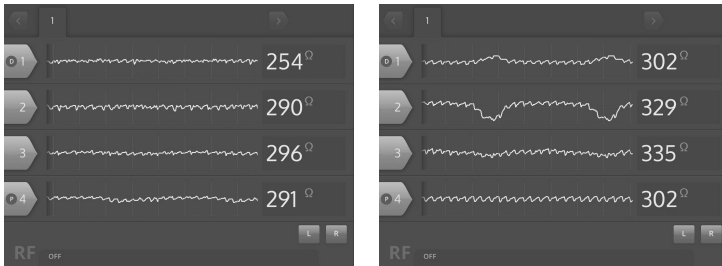 1
D 1 254 Ω
2 290 Ω
3 296 Ω
P 4 291 Ω
L R
RF OFF
1
D 1 302 Ω
2 329 Ω
3 335 Ω
P 4 302 Ω
L R
RF OFF